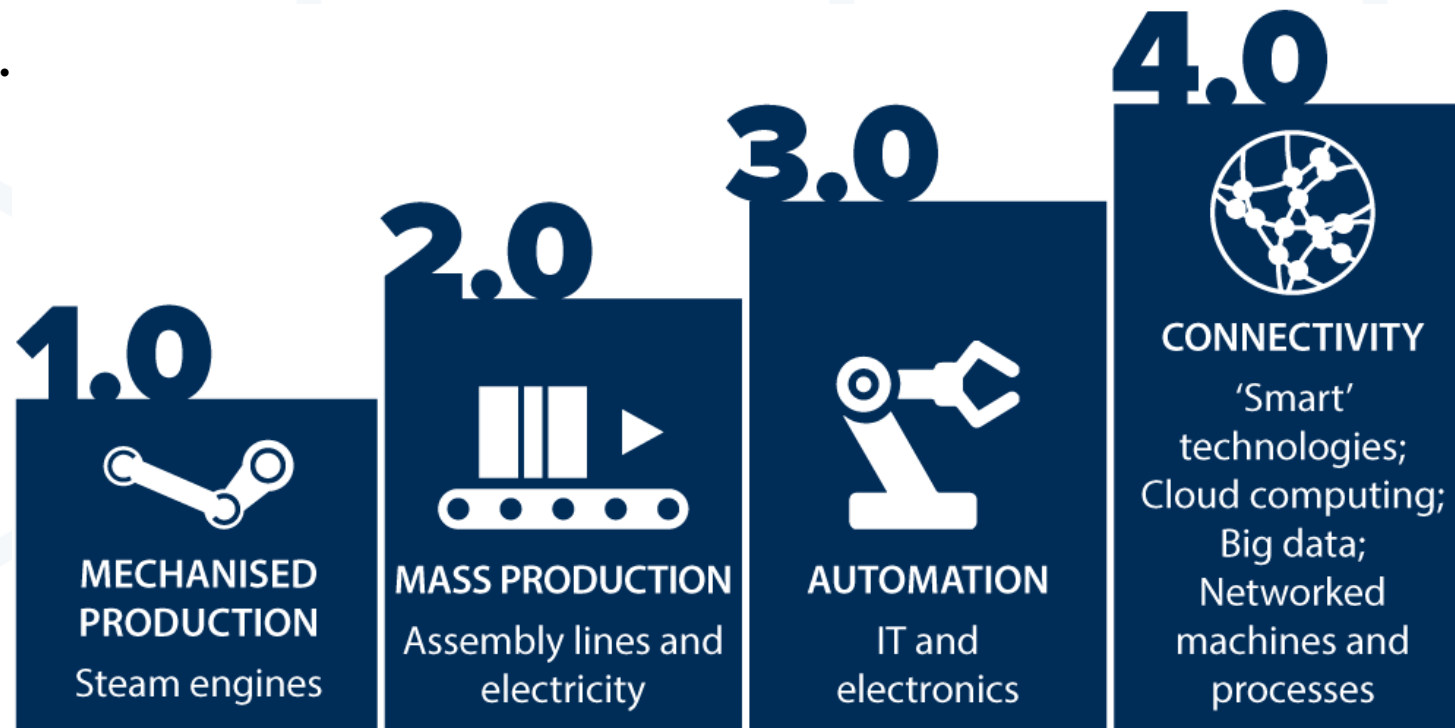 1.0
MECHANISED
PRODUCTION
Steam engines
2.0
MASS PRODUCTION
Assembly lines and
electricity
3.0
AUTOMATION
IT and
electronics
4.0
CONNECTIVITY
‘Smart’
technologies;
Cloud computing;
Big data;
Networked
machines and
processes